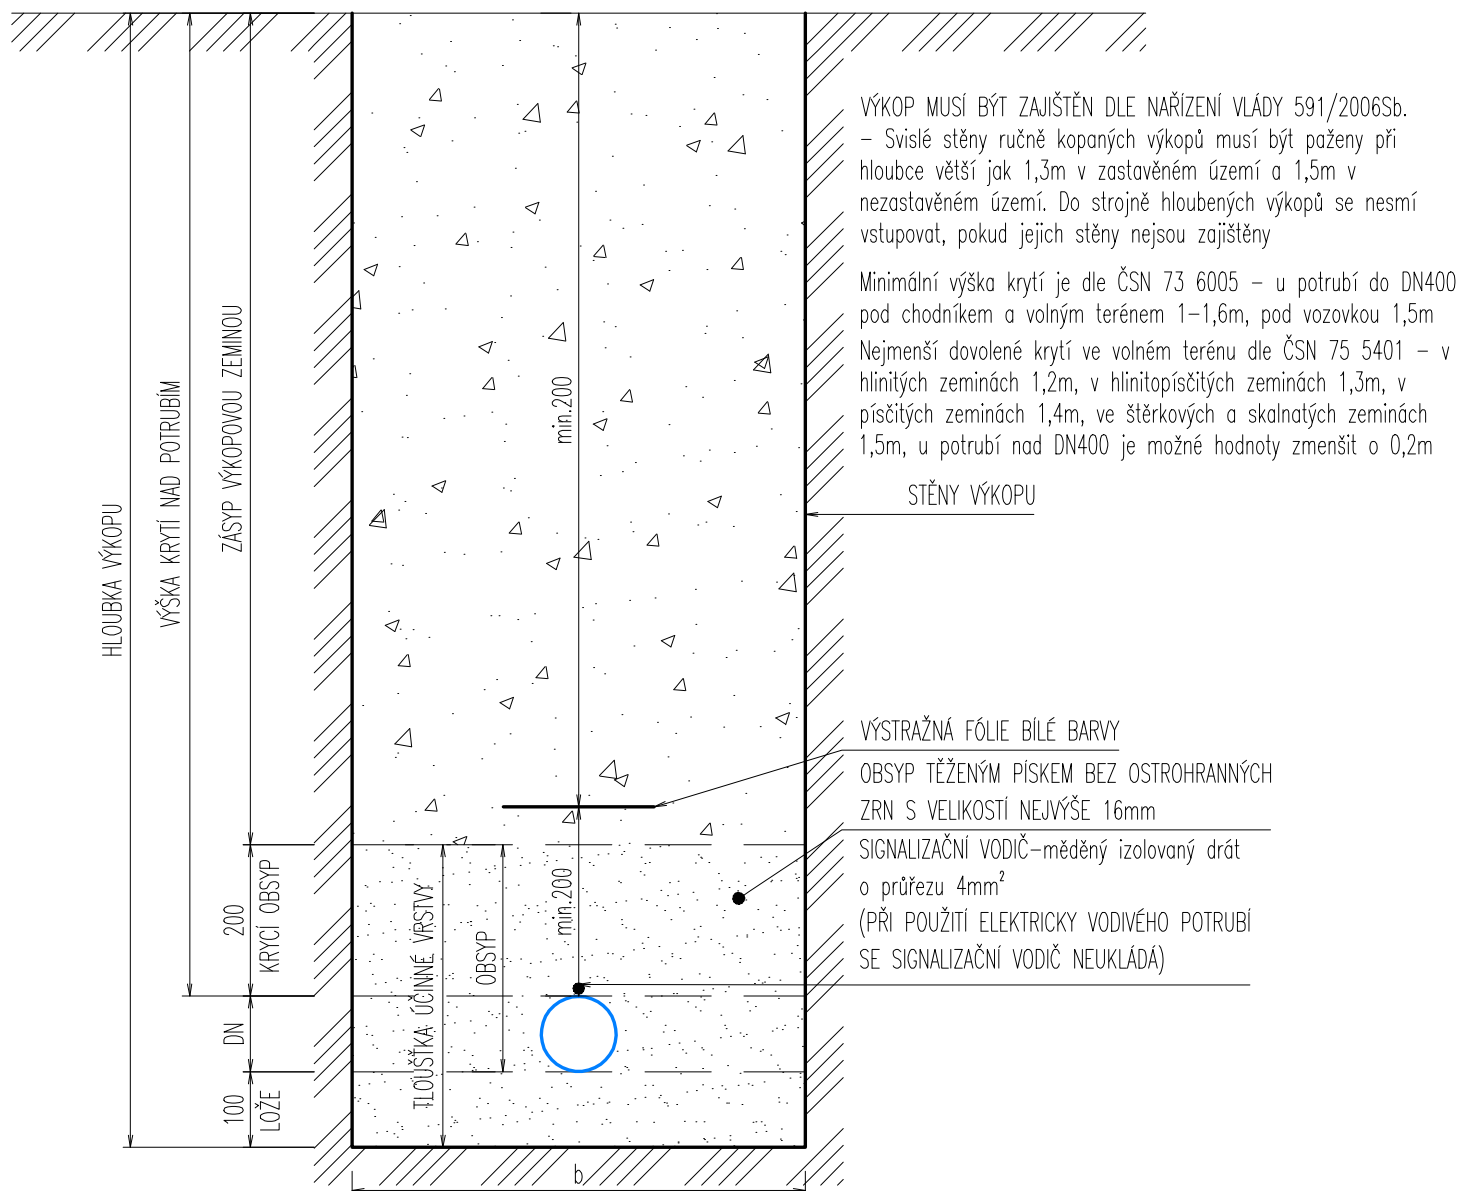 VÝKOP MUSÍ BÝT ZAJIŠTĚN DLE NAŘÍZENÍ VLÁDY 591/2006Sb.
– Svislé stěny ručně kopaných výkopů musí být paženy při
hloubce větší jak 1,3m v zastavěném území a 1,5m v
nezastavěném území. Do strojně hloubených výkopů se nesmí
vstupovat, pokud jejich stěny nejsou zajištěny
Minimální výška krytí je dle ČSN 73 6005 – u potrubí do DN400
pod chodníkem a volným terénem 1–1,6m, pod vozovkou 1,5m
Nejmenší dovolené krytí ve volném terénu dle ČSN 75 5401 – v
hlinitých zeminách 1,2m, v hlinitopísčitých zeminách 1,3m, v
písčitých zeminách 1,4m, ve štěrkových a skalnatých zeminách
1,5m, u potrubí nad DN400 je možné hodnoty zmenšit o 0,2m
STĚNY VÝKOPU
HLOUBKA VÝKOPU
VÝŠKA KRYTÍ NAD POTRUBÍM
ZÁSYP VÝKOPOVOU ZEMINOU
min.200
VÝSTRAŽNÁ FÓLIE BÍLÉ BARVY
OBSYP TĚŽENÝM PÍSKEM BEZ OSTROHRANNÝCH
ZRN S VELIKOSTÍ NEJVÝŠE 16mm
SIGNALIZAČNÍ VODIČ–měděný izolovaný drát
o průřezu 4mm²
(PŘI POUŽITÍ ELEKTRICKY VODIVÉHO POTRUBÍ
SE SIGNALIZAČNÍ VODIČ NEUKLÁDÁ)
200
KRYCÍ OBSYP
DN
100
LOŽE
TLOUŠŤKA ÚČINNÉ VRSTVY
OBSYP
min.200
b